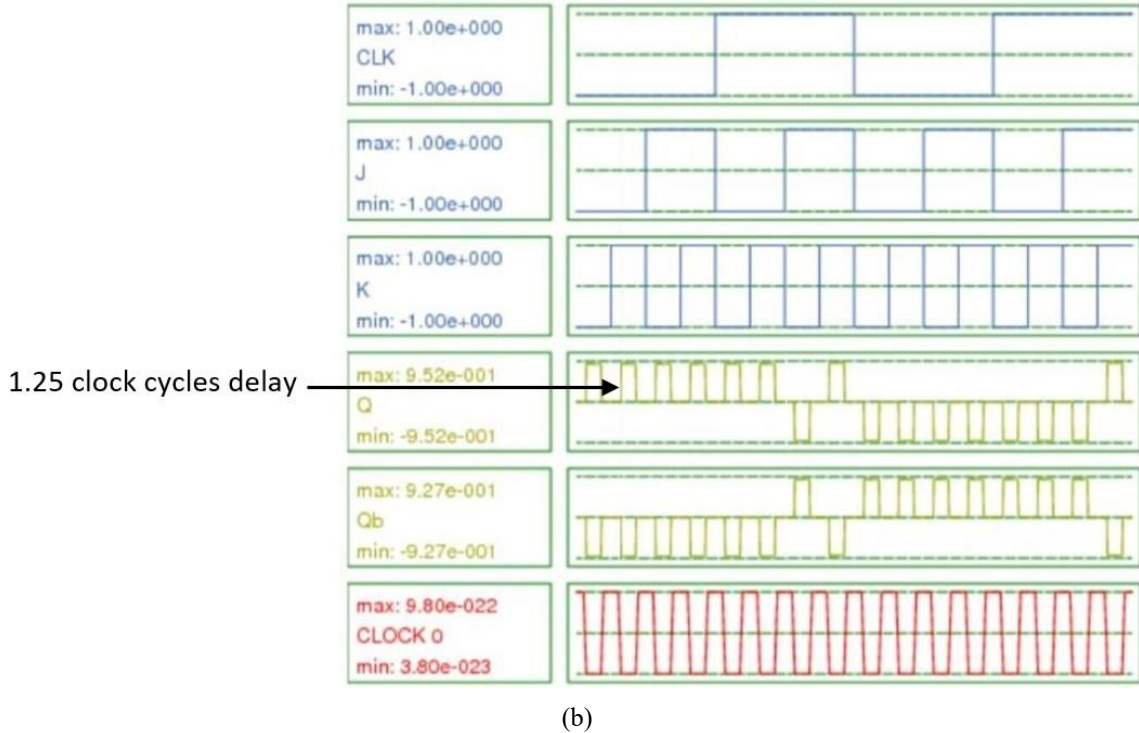 max: 1.00e+000
CLK
min: -1.00e+000
max: 1.00e+000
J
min: -1.00e+000
max: 1.00e+000
K
min: -1.00e+000
1.25 clock cycles delay
max: 9.52e-001
Q
min: -9.52e-001
max: 9.27e-001
Qb
min: -9.27e-001
max: 9.80e-022
CLOCK 0
min: 3.80e-023
(b)